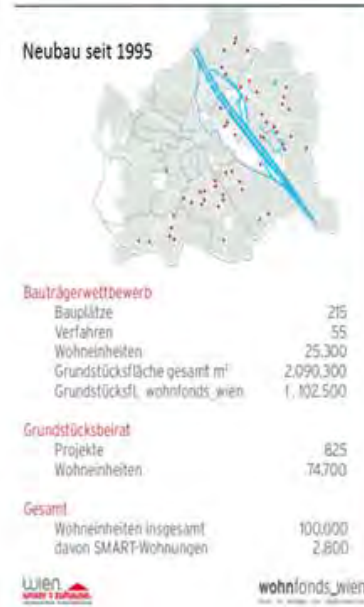 Neubau seit 1995
Bauträgerwettbewerb
Bauplätze 215
Verfahren 55
Wohneinheiten 25.300
Grundstücksfläche gesamt m² 2.090.300
Grundstücksfl. wohnfonds_wien 1.102.500
Grundstücksbeirat
Projekte 825
Wohneinheiten 74.700
Gesamt
Wohneinheiten insgesamt 100.000
davon SMART-Wohnungen 2.800
wien
unser zuhause.
wohnfonds_wien